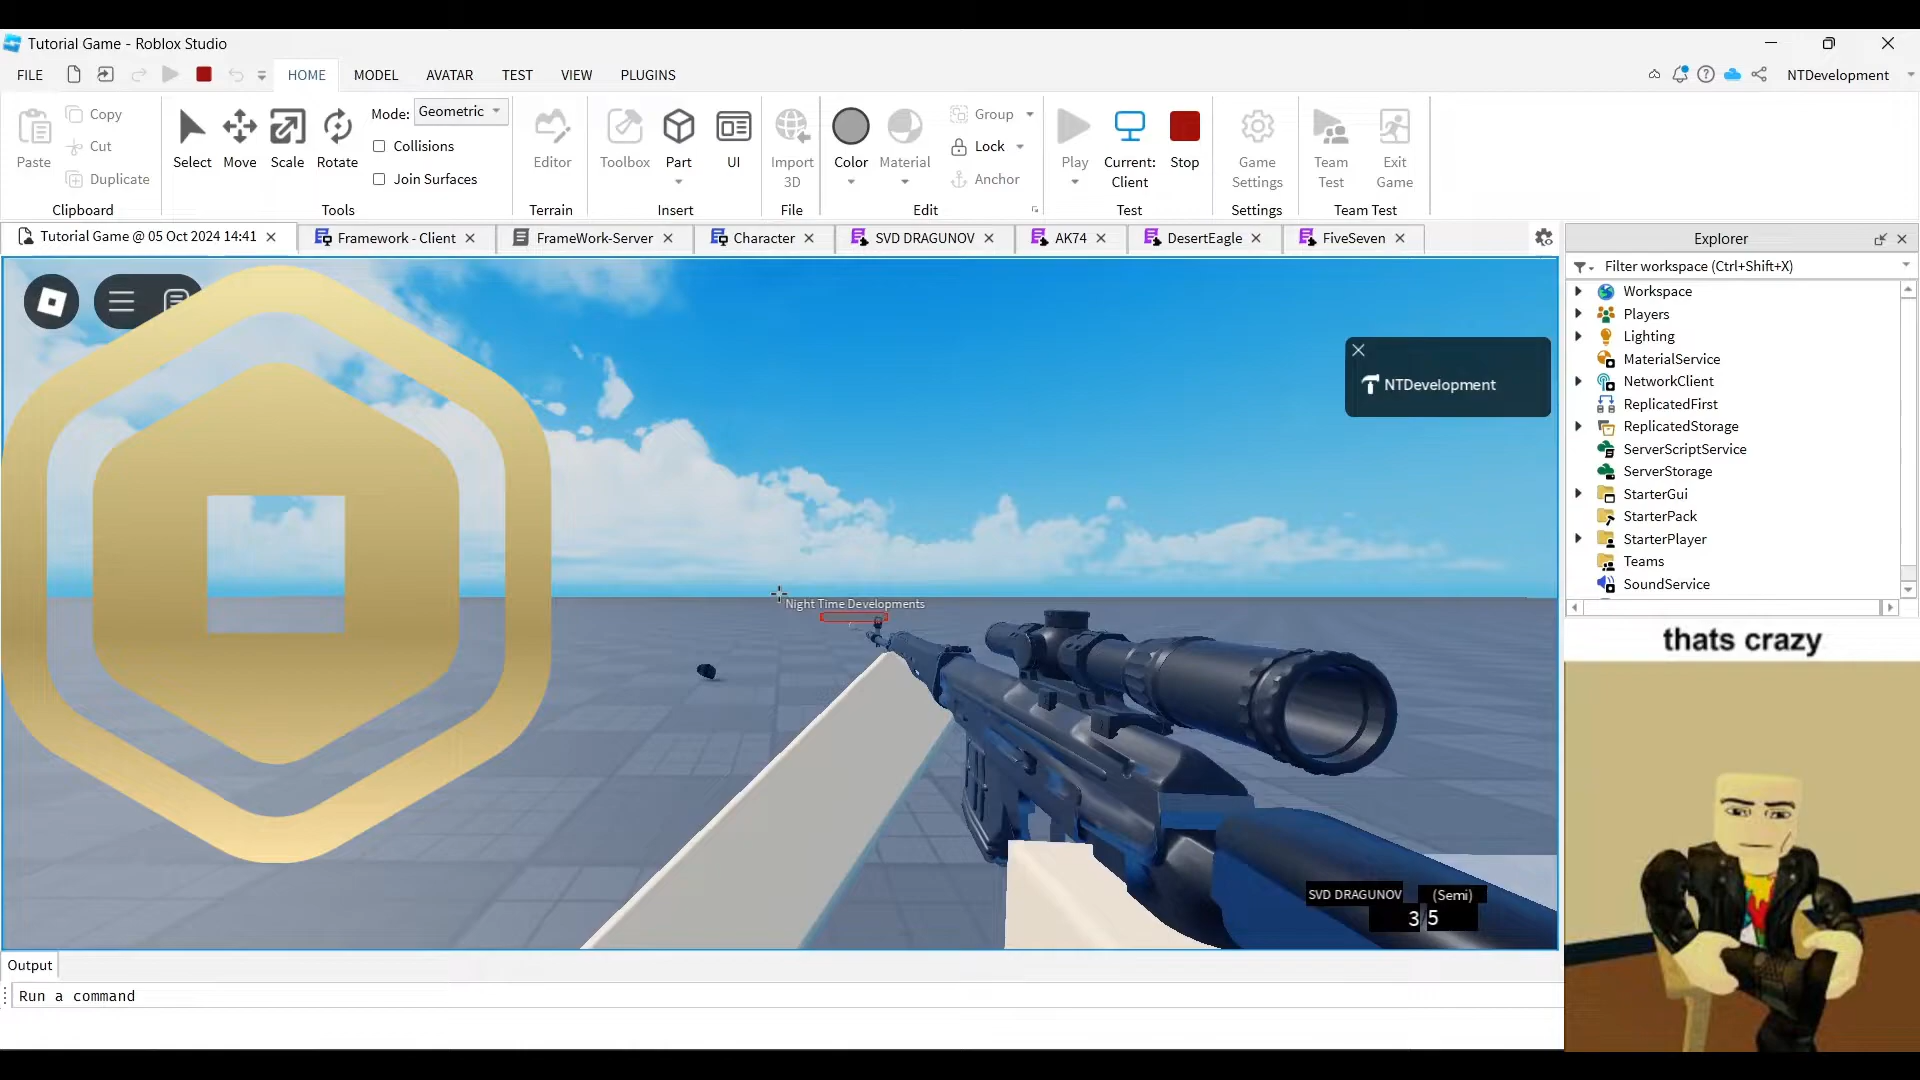 Tutorial Game - Roblox Studio
FILE HOME MODEL AVATAR TEST VIEW PLUGINS NTDevelopment
Paste Copy Cut Duplicate
Clipboard
Select Move Scale Rotate
Mode: Geometric
Collisions
Join Surfaces
Tools
Editor
Terrain
Toolbox Part UI
Insert
Import 3D
File
Color Material
Group
Lock
Anchor
Edit
Play Current: Client Stop
Test
Game Settings
Settings
Team Test Exit Game
Team Test
Tutorial Game @ 05 Oct 2024 14:41 Framework - Client FrameWork-Server Character SVD DRAGUNOV AK74 DesertEagle FiveSeven
NTDevelopment
Night Time Developments
SVD DRAGUNOV (Semi)
3/5
Output
Run a command
Explorer
Filter workspace (Ctrl+Shift+X)
Workspace
Players
Lighting
MaterialService
NetworkClient
ReplicatedFirst
ReplicatedStorage
ServerScriptService
ServerStorage
StarterGui
StarterPack
StarterPlayer
Teams
SoundService
thats crazy